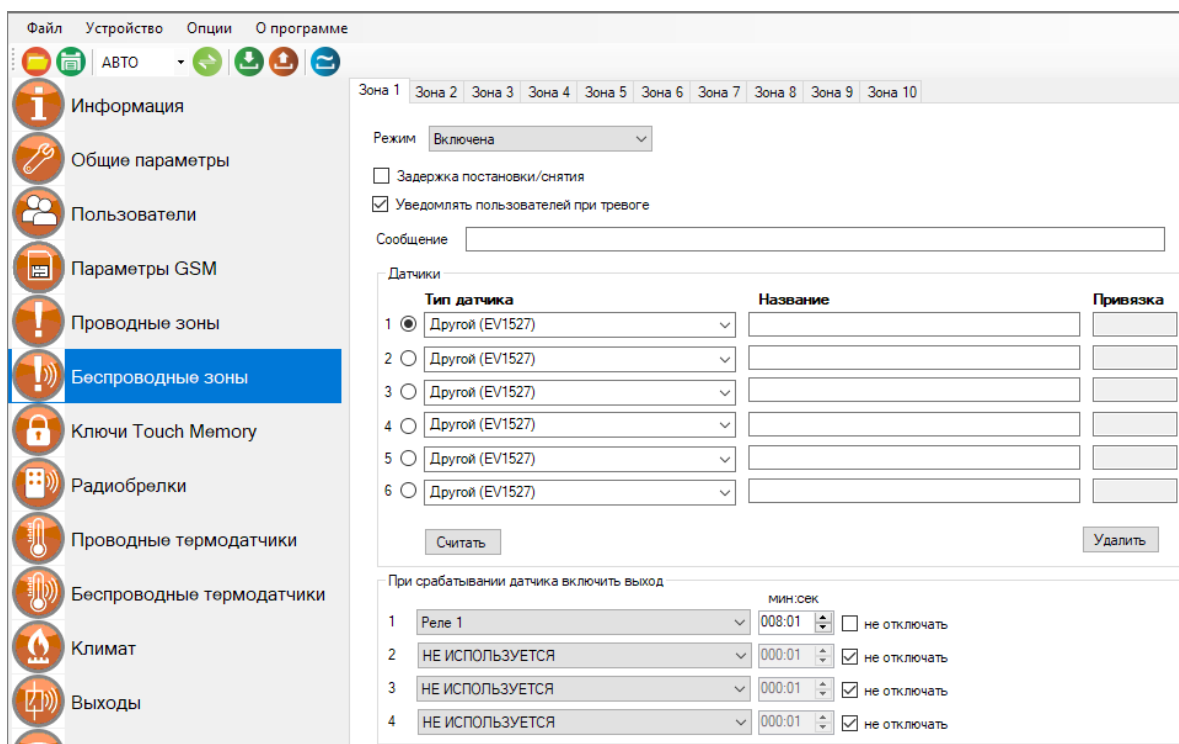 Файл Устройство Опции О программе
АВТО
Информация
Общие параметры
Пользователи
Параметры GSM
Проводные зоны
Беспроводные зоны
Ключи Touch Memory
Радиобрелки
Проводные термодатчики
Беспроводные термодатчики
Климат
Выходы
Зона 1 Зона 2 Зона 3 Зона 4 Зона 5 Зона 6 Зона 7 Зона 8 Зона 9 Зона 10
Режим Включена
Задержка постановки/снятия
Уведомлять пользователей при тревоге
Сообщение
Датчики
Тип датчика Название Привязка
1 Другой (EV1527)
2 Другой (EV1527)
3 Другой (EV1527)
4 Другой (EV1527)
5 Другой (EV1527)
6 Другой (EV1527)
Считать Удалить
При срабатывании датчика включить выход
мин:сек
1 Реле 1 008:01 не отключать
2 НЕ ИСПОЛЬЗУЕТСЯ 000:01 не отключать
3 НЕ ИСПОЛЬЗУЕТСЯ 000:01 не отключать
4 НЕ ИСПОЛЬЗУЕТСЯ 000:01 не отключать